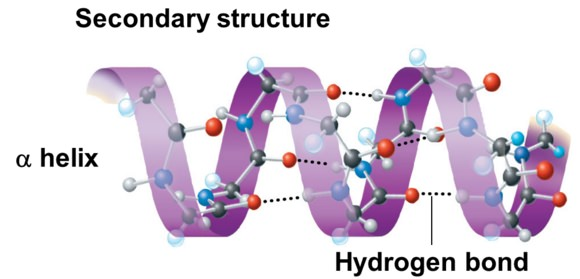 Secondary structure
α helix
Hydrogen bond